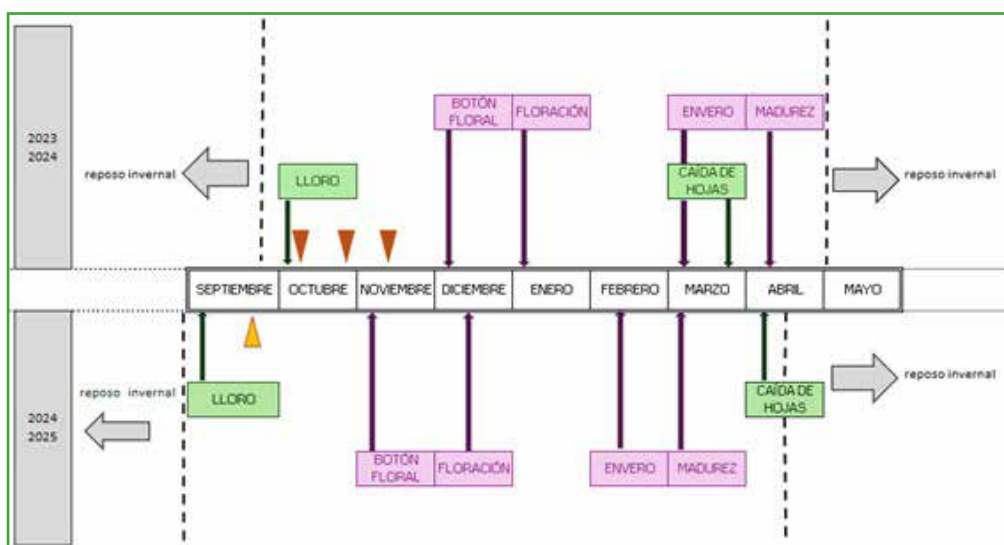 BOTÓN
FLORAL
FLORACIÓN
ENVERO
MADUREZ
2023
2024
reposo invernal
LLORO
CAÍDA DE
HOJAS
reposo invernal
SEPTIEMBRE
OCTUBRE
NOVIEMBRE
DICIEMBRE
ENERO
FEBRERO
MARZO
ABRIL
MAYO
reposo invernal
LLORO
CAÍDA DE
HOJAS
reposo invernal
2024
2025
BOTÓN
FLORAL
FLORACIÓN
ENVERO
MADUREZ